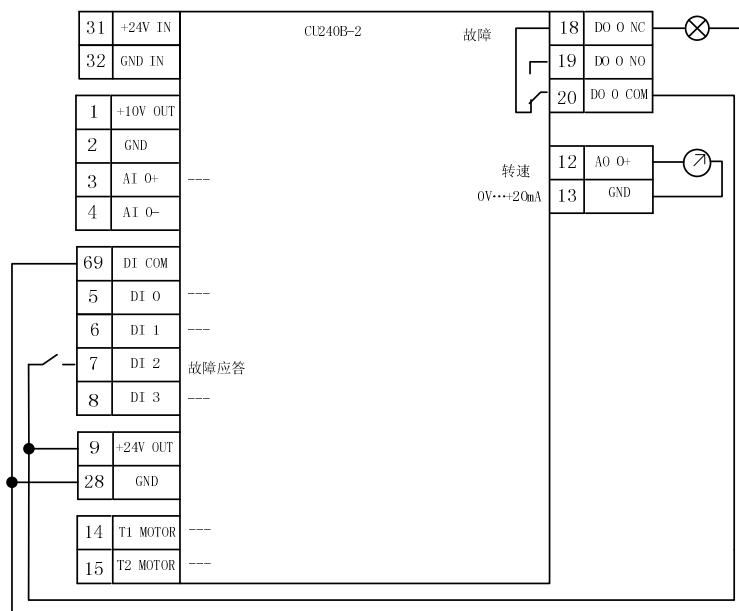 CU240B-2
31 +24V IN
32 GND IN
1 +10V OUT
2 GND
3 AI 0+ ---
4 AI 0-
69 DI COM
5 DI 0 ---
6 DI 1 ---
7 DI 2 故障应答
8 DI 3 ---
9 +24V OUT
28 GND
14 T1 MOTOR ---
15 T2 MOTOR ---
故障
18 DO 0 NC
19 DO 0 NO
20 DO 0 COM
转速
0V···+20mA
12 AO 0+
13 GND